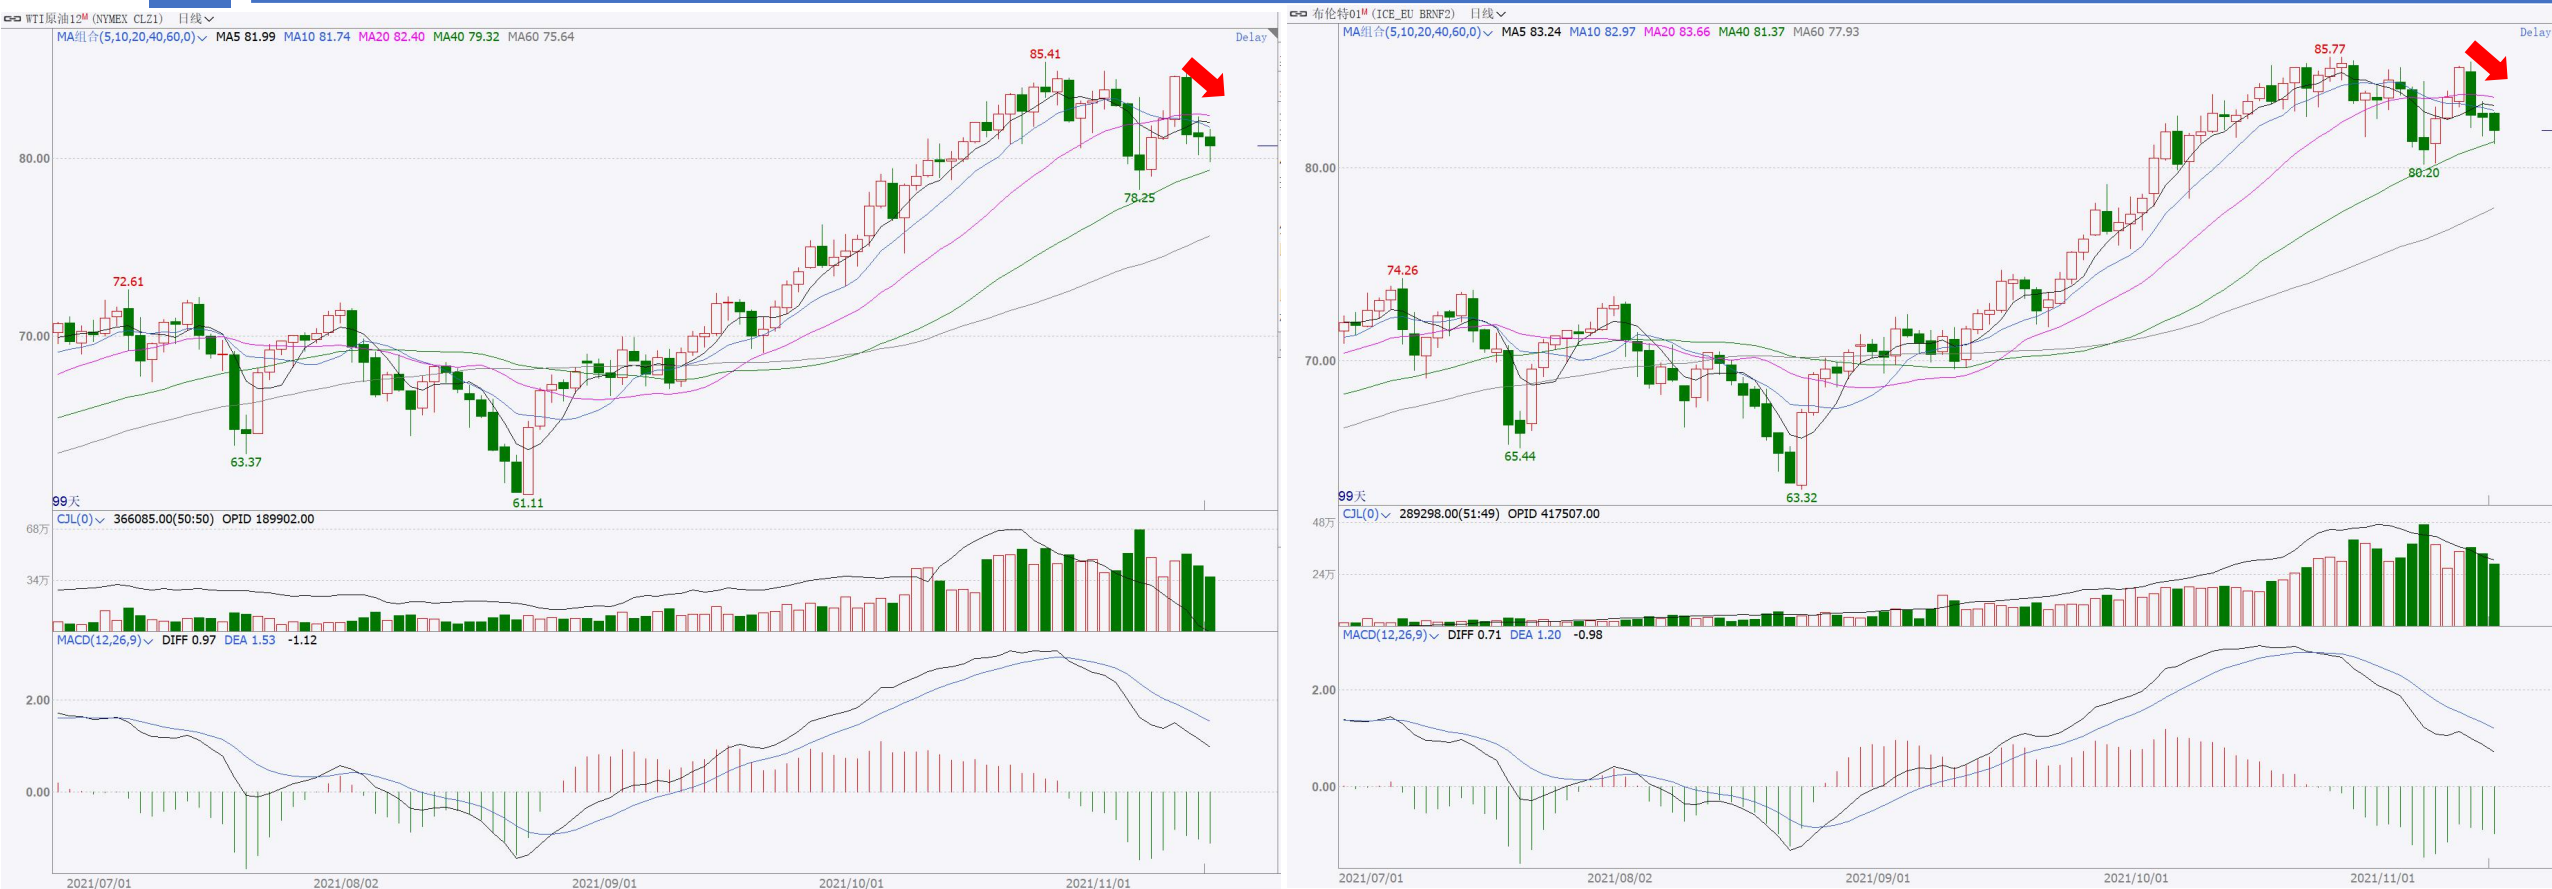 WTI原油12M (NYMEX CLZ1) 日线
MA组合(5,10,20,40,60,0) MA5 81.99 MA10 81.74 MA20 82.40 MA40 79.32 MA60 75.64
Delay
85.41
80.00
78.25
72.61
70.00
63.37
61.11
99天
CJL(0) 366085.00(50:50) OPID 189902.00
68万
34万
MACD(12,26,9) DIFF 0.97 DEA 1.53 -1.12
2.00
0.00
2021/07/01 2021/08/02 2021/09/01 2021/10/01 2021/11/01
布伦特01M (ICE_EU BRNF2) 日线
MA组合(5,10,20,40,60,0) MA5 83.24 MA10 82.97 MA20 83.66 MA40 81.37 MA60 77.93
Delay
85.77
80.00
80.20
74.26
70.00
65.44
63.32
99天
CJL(0) 289298.00(51:49) OPID 417507.00
48万
24万
MACD(12,26,9) DIFF 0.71 DEA 1.20 -0.98
2.00
0.00
2021/07/01 2021/08/02 2021/09/01 2021/10/01 2021/11/01